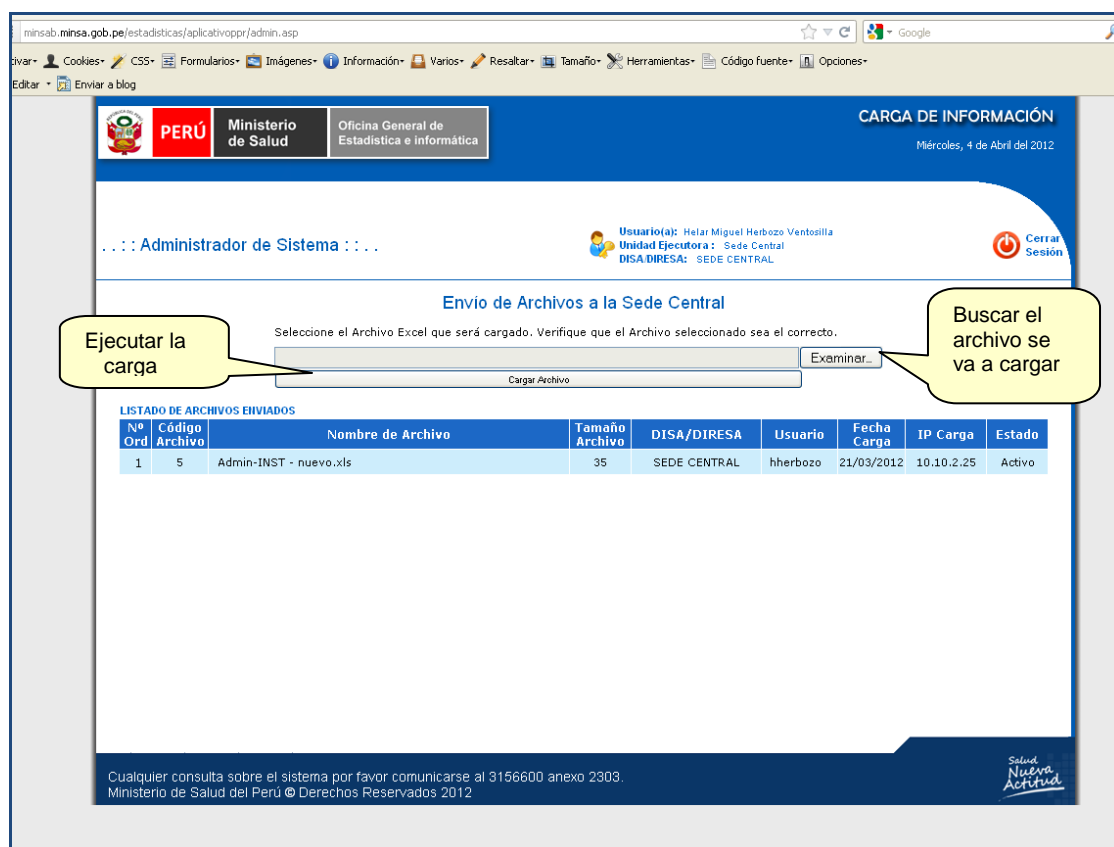 minsab.minsa.gob.pe/estadisticas/aplicativoppr/admin.asp
Google
ivar Cookies CSS Formularios Imágenes Información Varios Resaltar Tamaño Herramientas Código fuente Opciones
Editar Enviar a blog
PERÚ
Ministerio
de Salud
Oficina General de
Estadística e informática
CARGA DE INFORMACIÓN
Miércoles, 4 de Abril del 2012
. . : : Administrador de Sistema : : . .
Usuario(a): Helar Miguel Herbozo Ventosilla
Unidad Ejecutora : Sede Central
DISA/DIRESA: SEDE CENTRAL
Cerrar
Sesión
Envío de Archivos a la Sede Central
Seleccione el Archivo Excel que será cargado. Verifique que el Archivo seleccionado sea el correcto.
Examinar...
Cargar Archivo
Ejecutar la
carga
Buscar el
archivo se
va a cargar
LISTADO DE ARCHIVOS ENVIADOS
Nº Ord Código Archivo Nombre de Archivo Tamaño Archivo DISA/DIRESA Usuario Fecha Carga IP Carga Estado
1 5 Admin-INST - nuevo.xls 35 SEDE CENTRAL hherbozo 21/03/2012 10.10.2.25 Activo
Cualquier consulta sobre el sistema por favor comunicarse al 3156600 anexo 2303.
Ministerio de Salud del Perú © Derechos Reservados 2012
Salud
Nueva
Actitud